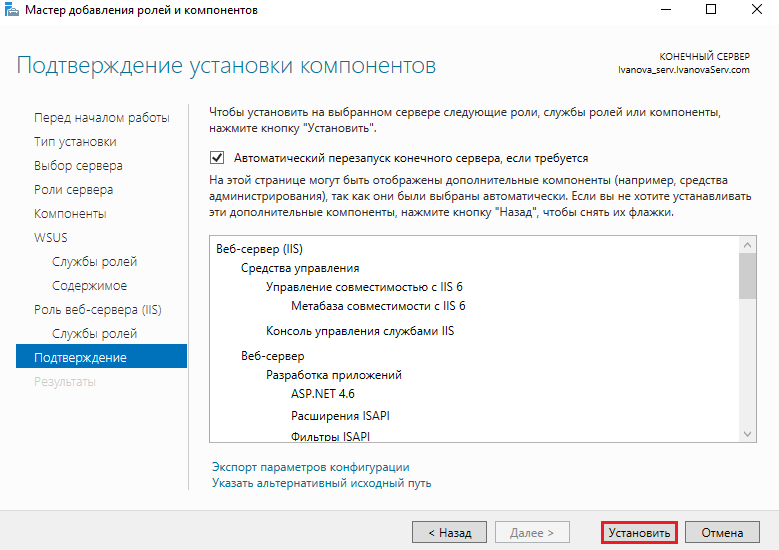 Мастер добавления ролей и компонентов
Подтверждение установки компонентов
КОНЕЧНЫЙ СЕРВЕР
Ivanova_serv.IvanovaServ.com
Перед началом работы
Тип установки
Выбор сервера
Роли сервера
Компоненты
WSUS
Службы ролей
Содержимое
Роль веб-сервера (IIS)
Службы ролей
Подтверждение
Результаты
Чтобы установить на выбранном сервере следующие роли, службы ролей или компоненты,
нажмите кнопку "Установить".
Автоматический перезапуск конечного сервера, если требуется
На этой странице могут быть отображены дополнительные компоненты (например, средства
администрирования), так как они были выбраны автоматически. Если вы не хотите устанавливать
эти дополнительные компоненты, нажмите кнопку "Назад", чтобы снять их флажки.
Веб-сервер (IIS)
Средства управления
Управление совместимостью с IIS 6
Метабаза совместимости с IIS 6
Консоль управления службами IIS
Веб-сервер
Разработка приложений
ASP.NET 4.6
Расширения ISAPI
Фильтры ISAPI
Экспорт параметров конфигурации
Указать альтернативный исходный путь
< Назад
Далее >
Установить
Отмена